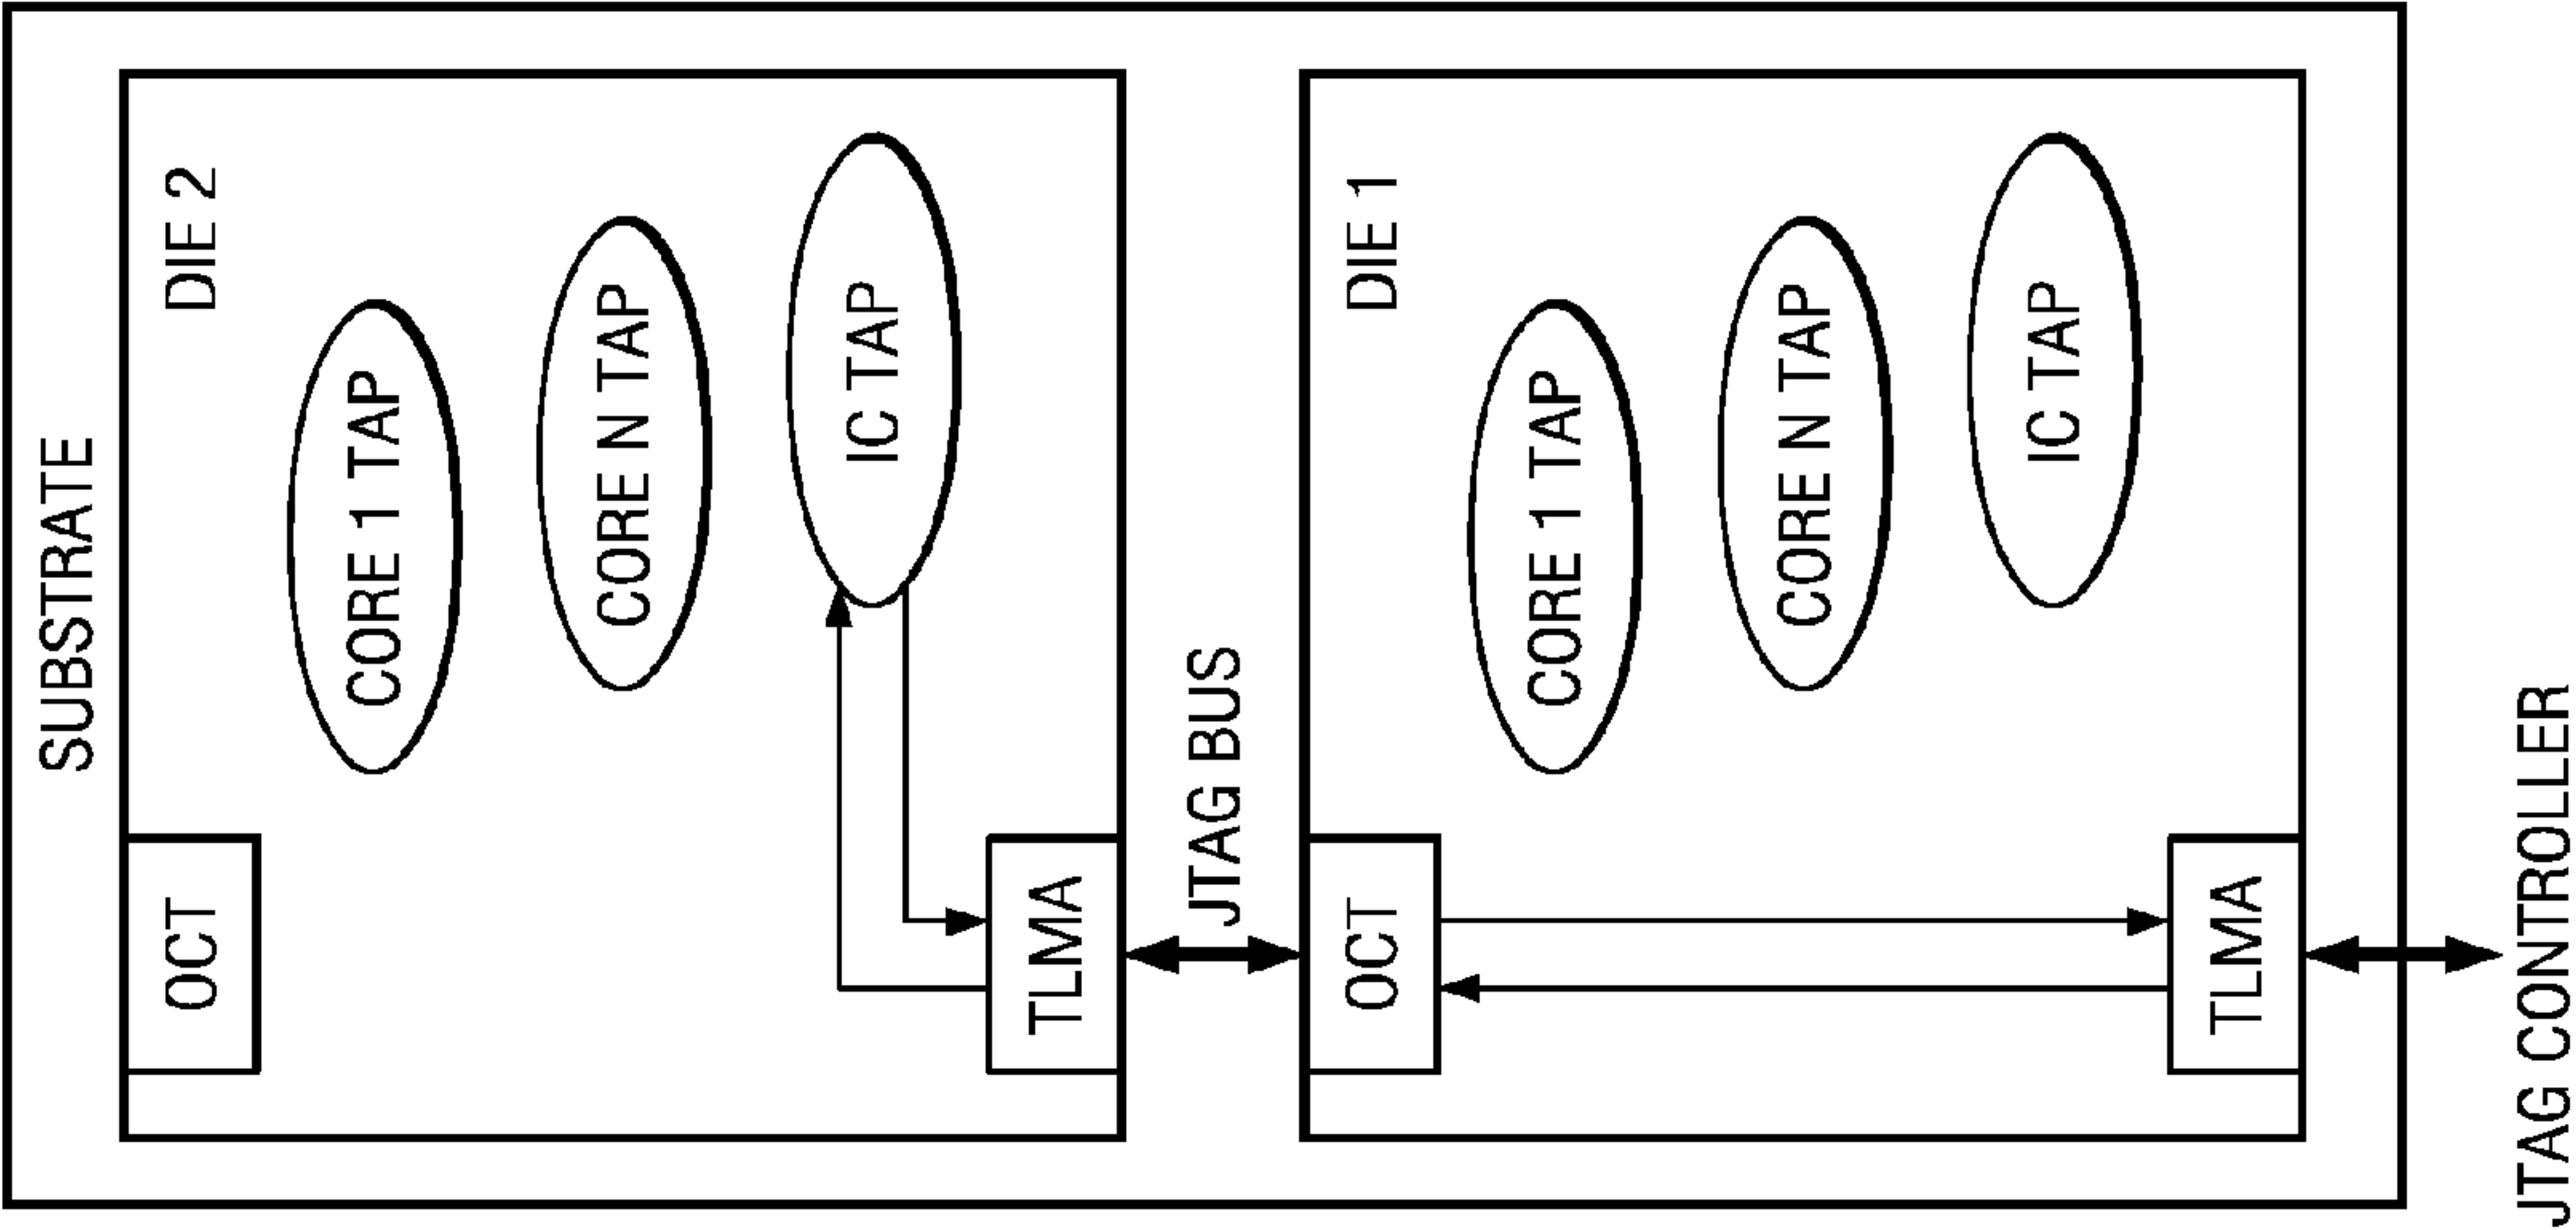 SUBSTRATE
DIE 2
CORE 1 TAP
CORE N TAP
IC TAP
OCT
TLMA
JTAG BUS
DIE 1
CORE 1 TAP
CORE N TAP
IC TAP
OCT
TLMA
JTAG CONTROLLER